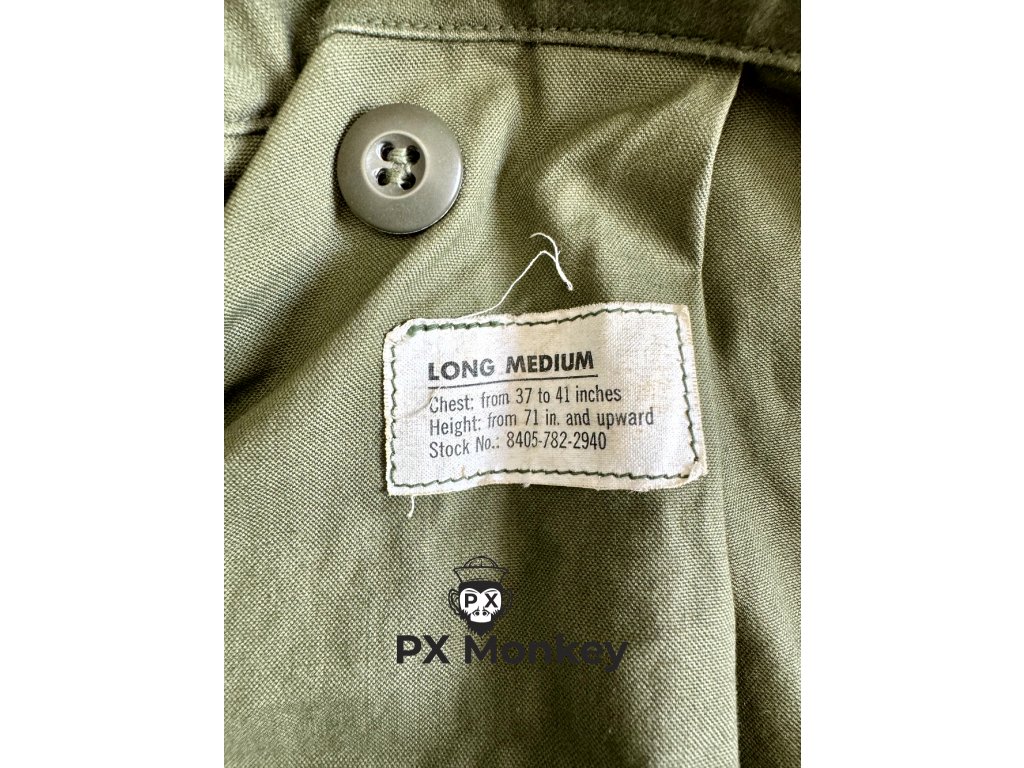 LONG MEDIUM
Chest: from 37 to 41 inches
Height: from 71 in. and upward
Stock No.: 8405-782-2940
PX
PX Monkey